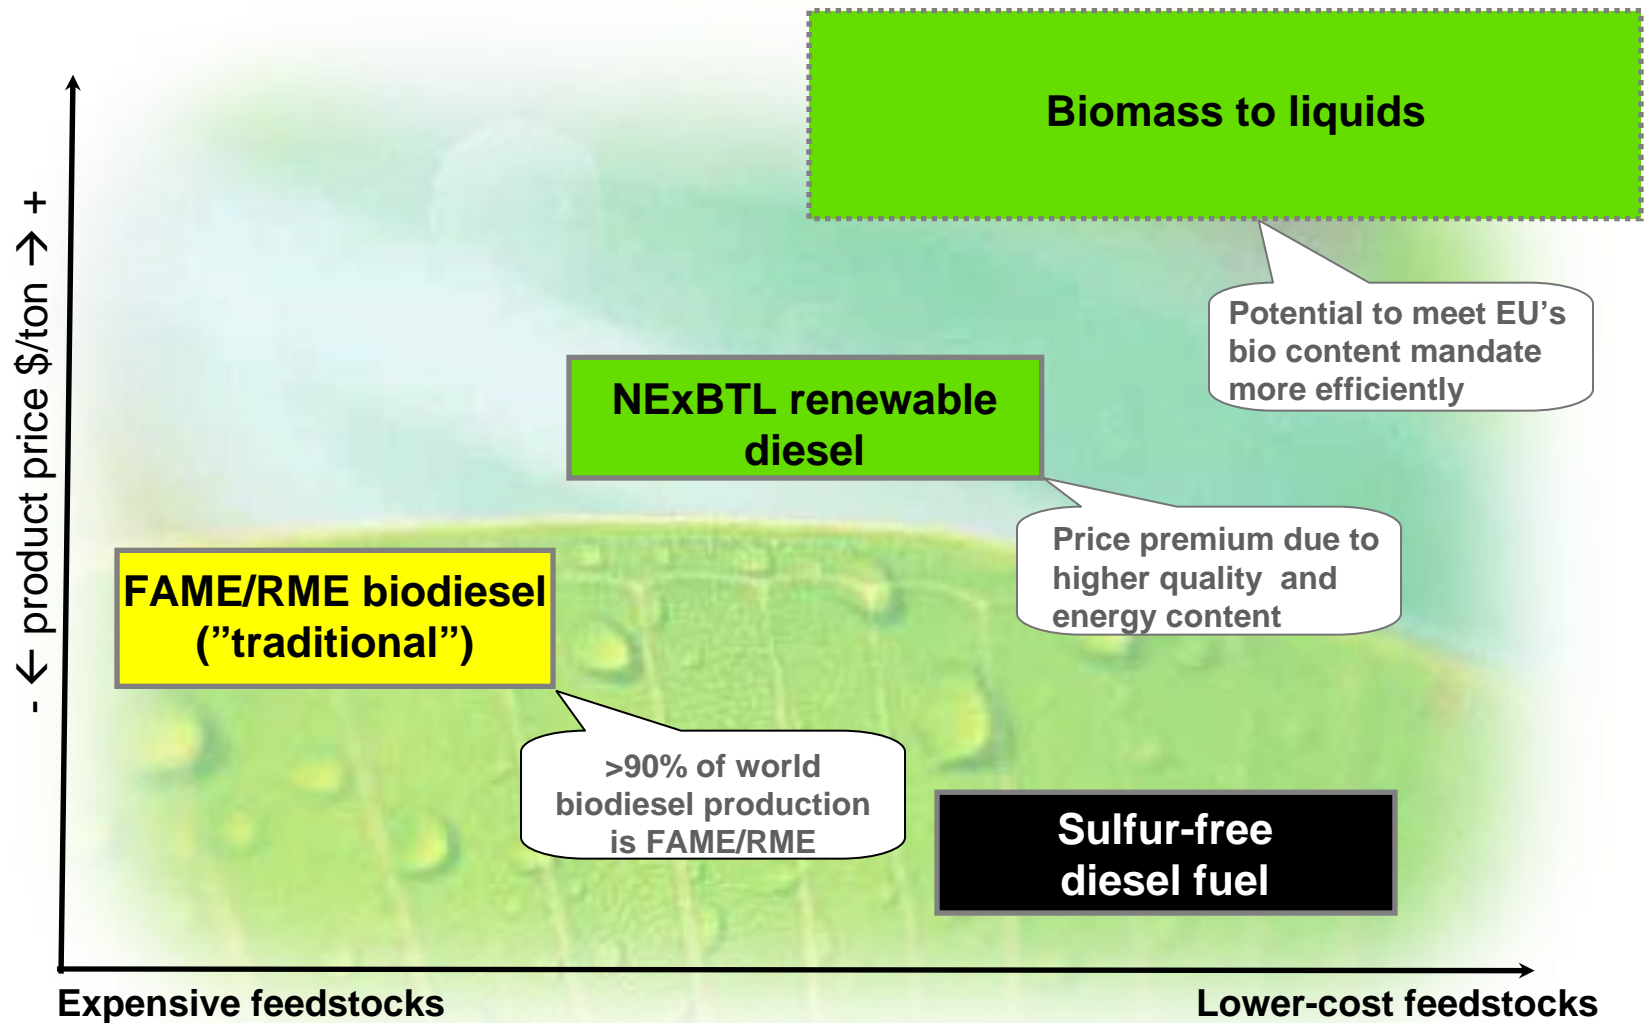 Biomass to liquids
- ← product price $/ton → +
Potential to meet EU’s
bio content mandate
more efficiently
NExBTL renewable
diesel
Price premium due to
higher quality  and
energy content
FAME/RME biodiesel
(”traditional”)
>90% of world
biodiesel production
is FAME/RME
Sulfur-free
diesel fuel
Expensive feedstocks
Lower-cost feedstocks